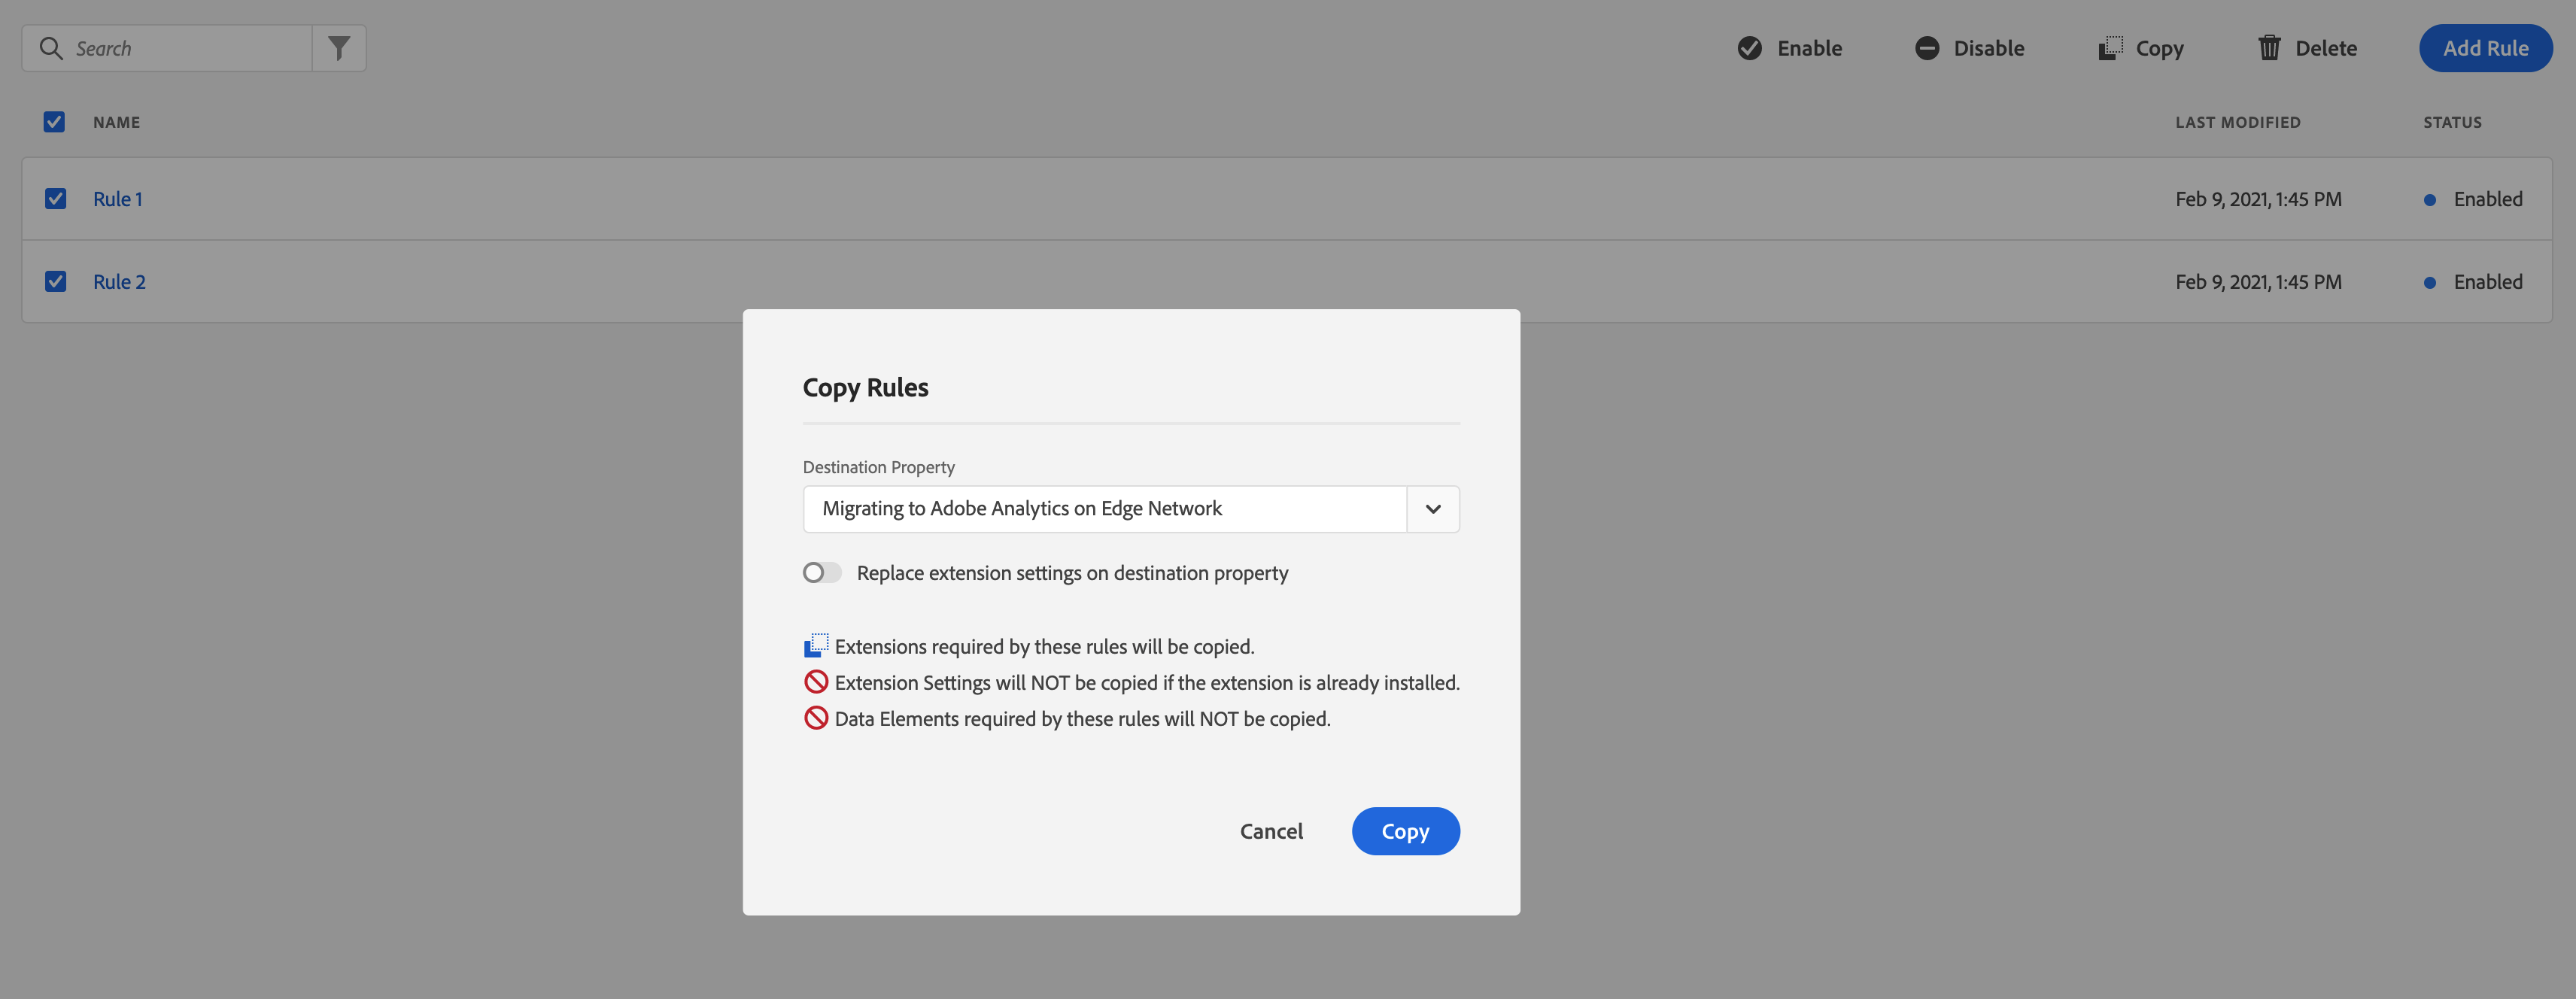 Search
Enable
Disable
Copy
Delete
Add Rule
NAME
LAST MODIFIED
STATUS
Rule 1
Feb 9, 2021, 1:45 PM
Enabled
Rule 2
Feb 9, 2021, 1:45 PM
Enabled
Copy Rules
Destination Property
Migrating to Adobe Analytics on Edge Network
Replace extension settings on destination property
Extensions required by these rules will be copied.
Extension Settings will NOT be copied if the extension is already installed.
Data Elements required by these rules will NOT be copied.
Cancel
Copy